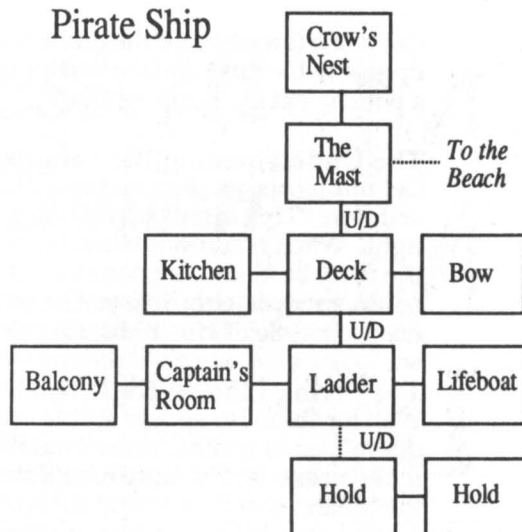 Pirate Ship
Crow's
Nest
The
Mast
To the
Beach
U/D
Kitchen
Deck
Bow
U/D
Balcony
Captain's
Room
Ladder
Lifeboat
U/D
Hold
Hold